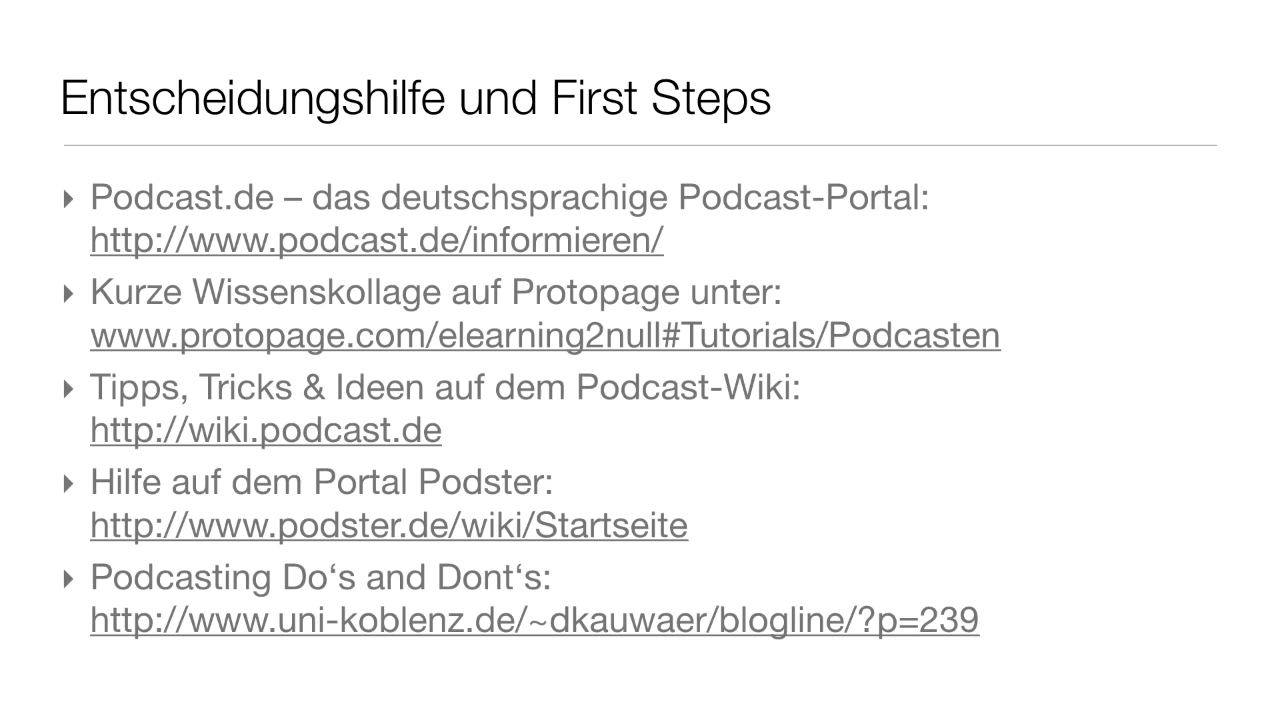 Entscheidungshilfe und First Steps
‣ Podcast.de – das deutschsprachige Podcast-Portal:
http://www.podcast.de/informieren/
‣ Kurze Wissenskollage auf Protopage unter:
www.protopage.com/elearning2null#Tutorials/Podcasten
‣ Tipps, Tricks & Ideen auf dem Podcast-Wiki:
http://wiki.podcast.de
‣ Hilfe auf dem Portal Podster:
http://www.podster.de/wiki/Startseite
‣ Podcasting Do‘s and Dont‘s:
http://www.uni-koblenz.de/~dkauwaer/blogline/?p=239